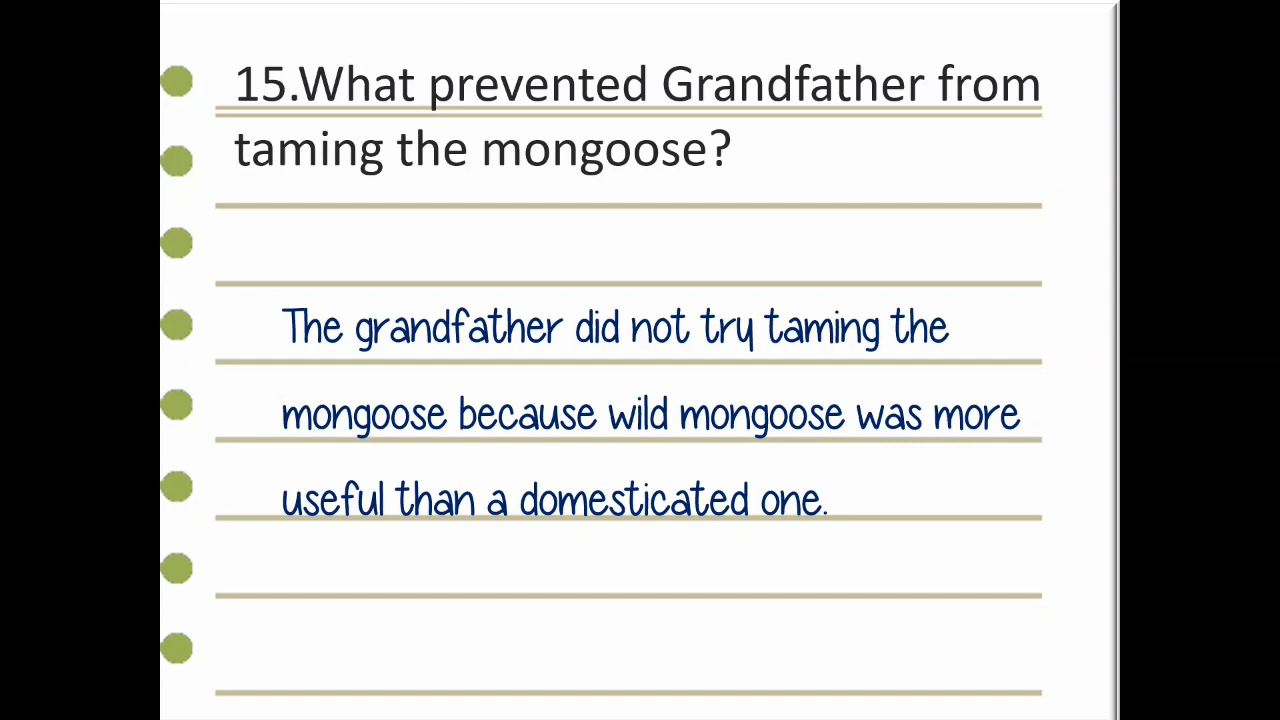 15.What prevented Grandfather from
taming the mongoose?
The grandfather did not try taming the
mongoose because wild mongoose was more
useful than a domesticated one.